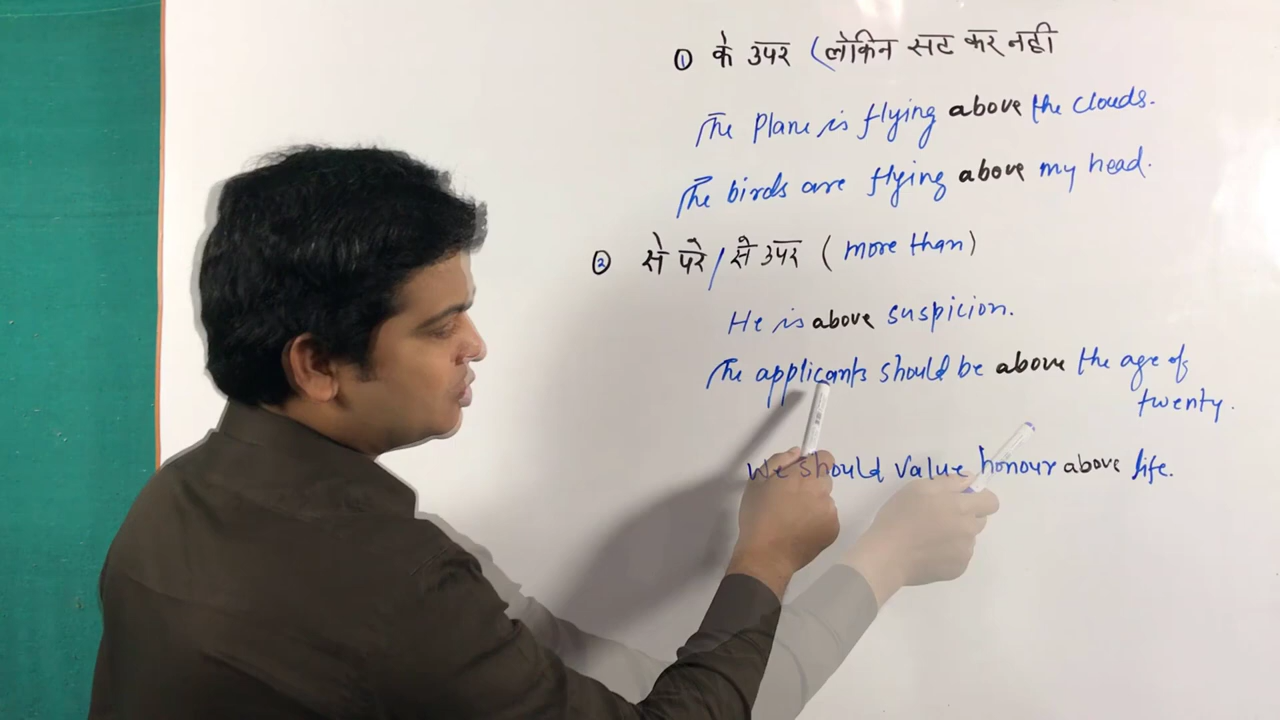 ① के उपर (लेकिन सट कर नही
The plane is flying above the clouds.
The birds are flying above my head.
② से परे / से उपर (more than)
He is above suspicion.
The applicants should be above the age of
twenty.
We should value honour above life.